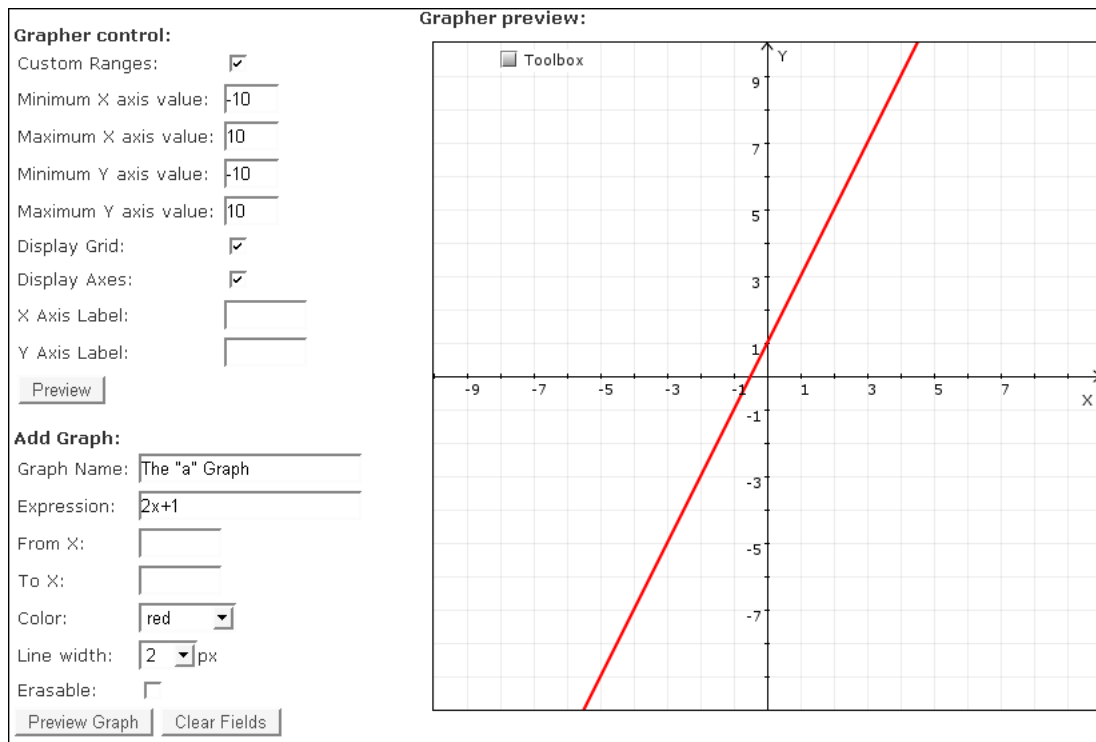 Grapher control:
Custom Ranges:
Minimum X axis value: -10
Maximum X axis value: 10
Minimum Y axis value: -10
Maximum Y axis value: 10
Display Grid:
Display Axes:
X Axis Label:
Y Axis Label:
Preview
Add Graph:
Graph Name: The "a" Graph
Expression: 2x+1
From X:
To X:
Color: red
Line width: 2 px
Erasable:
Preview Graph Clear Fields
Grapher preview:
Toolbox
Y
9
7
5
3
1
-9 -7 -5 -3 -1 1 3 5 7
X
-1
-3
-5
-7